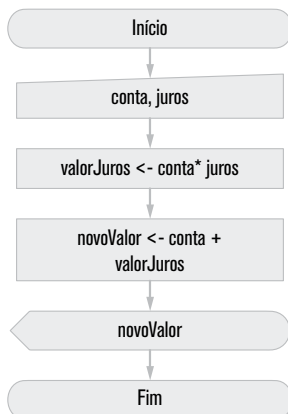 Início
conta, juros
valorJuros <- conta* juros
novoValor <- conta +
valorJuros
novoValor
Fim